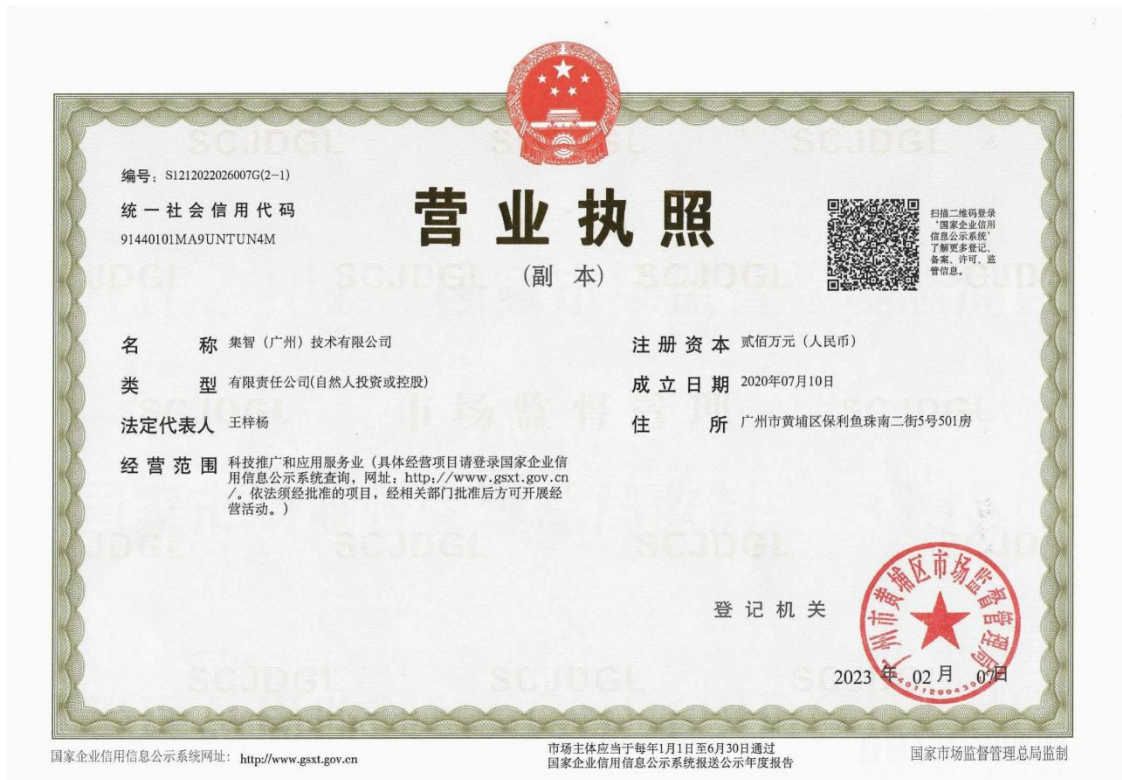 编号：S1212022026007G(2-1)
统一社会信用代码
91440101MA9UNTUN4M
营业执照
（副 本）
扫描二维码登录
‘国家企业信用
信息公示系统’
了解更多登记、
备案、许可、监
管信息。
名 称 集智（广州）技术有限公司
类 型 有限责任公司(自然人投资或控股)
法定代表人 王梓杨
经营范围 科技推广和应用服务业（具体经营项目请登录国家企业信
用信息公示系统查询，网址：http://www.gsxt.gov.cn
/。依法须经批准的项目，经相关部门批准后方可开展经
营活动。）
注册资本 贰佰万元（人民币）
成立日期 2020年07月10日
住 所 广州市黄埔区保利鱼珠南二街5号501房
登记机关
广州市黄埔区市场监督管理局
2023 年 02 月 07日
国家企业信用信息公示系统网址：http://www.gsxt.gov.cn
市场主体应当于每年1月1日至6月30日通过
国家企业信用信息公示系统报送公示年度报告
国家市场监督管理总局监制
SCJDGL